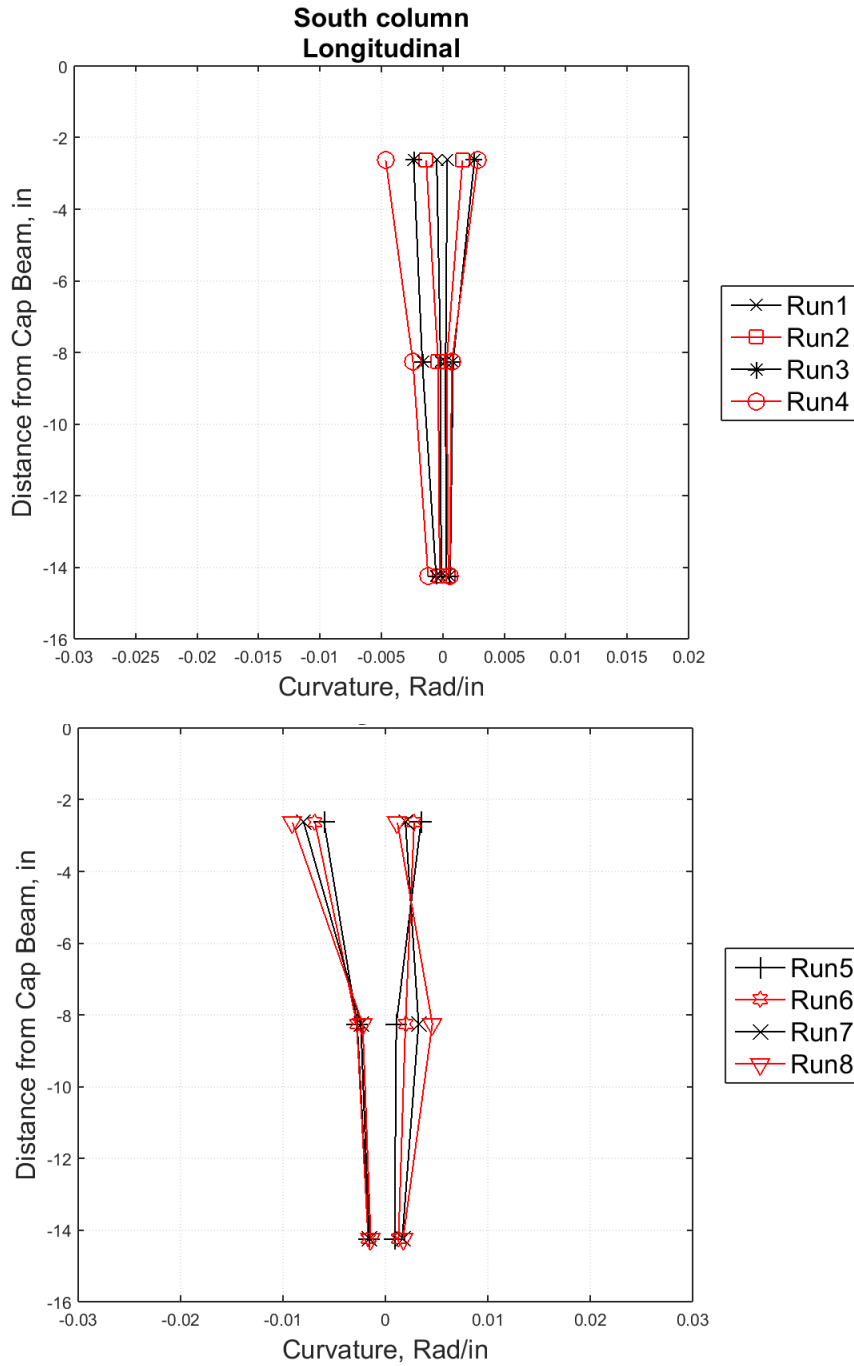 South column
Longitudinal
0
-2
-4
-6
-8
-10
-12
-14
-16
Distance from Cap Beam, in
-0.03
-0.025
-0.02
-0.015
-0.01
-0.005
0
0.005
0.01
0.015
0.02
Curvature, Rad/in
Run1
Run2
Run3
Run4
0
-2
-4
-6
-8
-10
-12
-14
-16
Distance from Cap Beam, in
-0.03
-0.02
-0.01
0
0.01
0.02
0.03
Curvature, Rad/in
Run5
Run6
Run7
Run8